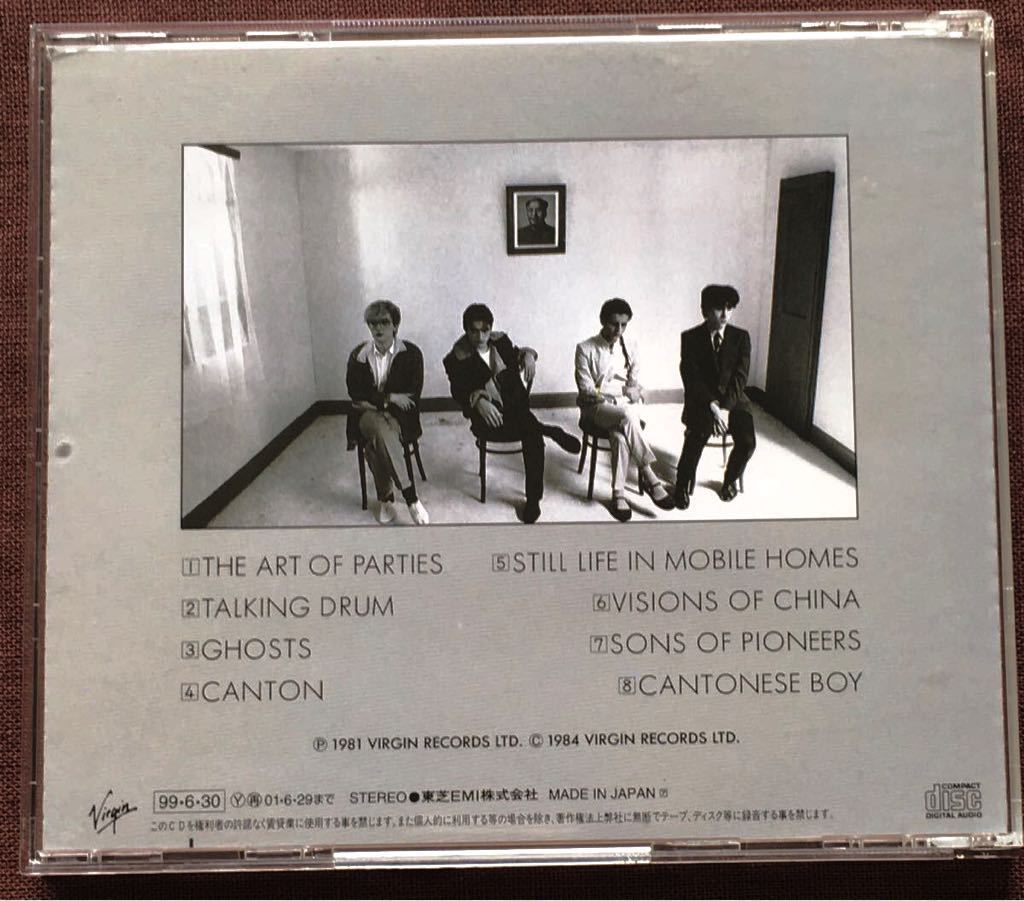 1 THE ART OF PARTIES
2 TALKING DRUM
3 GHOSTS
4 CANTON
5 STILL LIFE IN MOBILE HOMES
6 VISIONS OF CHINA
7 SONS OF PIONEERS
8 CANTONESE BOY
Ⓟ 1981 VIRGIN RECORDS LTD. © 1984 VIRGIN RECORDS LTD.
Virgin
99・6・30 Ⓨ㊢01・6・29まで STEREO●東芝EMI株式会社 MADE IN JAPAN
このCDを権利者の許諾なく賃貸業に使用する事を禁じます。また個人的に利用する等の場合を除き、著作権法上弊社に無断でテープ、ディスク等に録音する事を禁じます。
COMPACT
disc
DIGITAL AUDIO